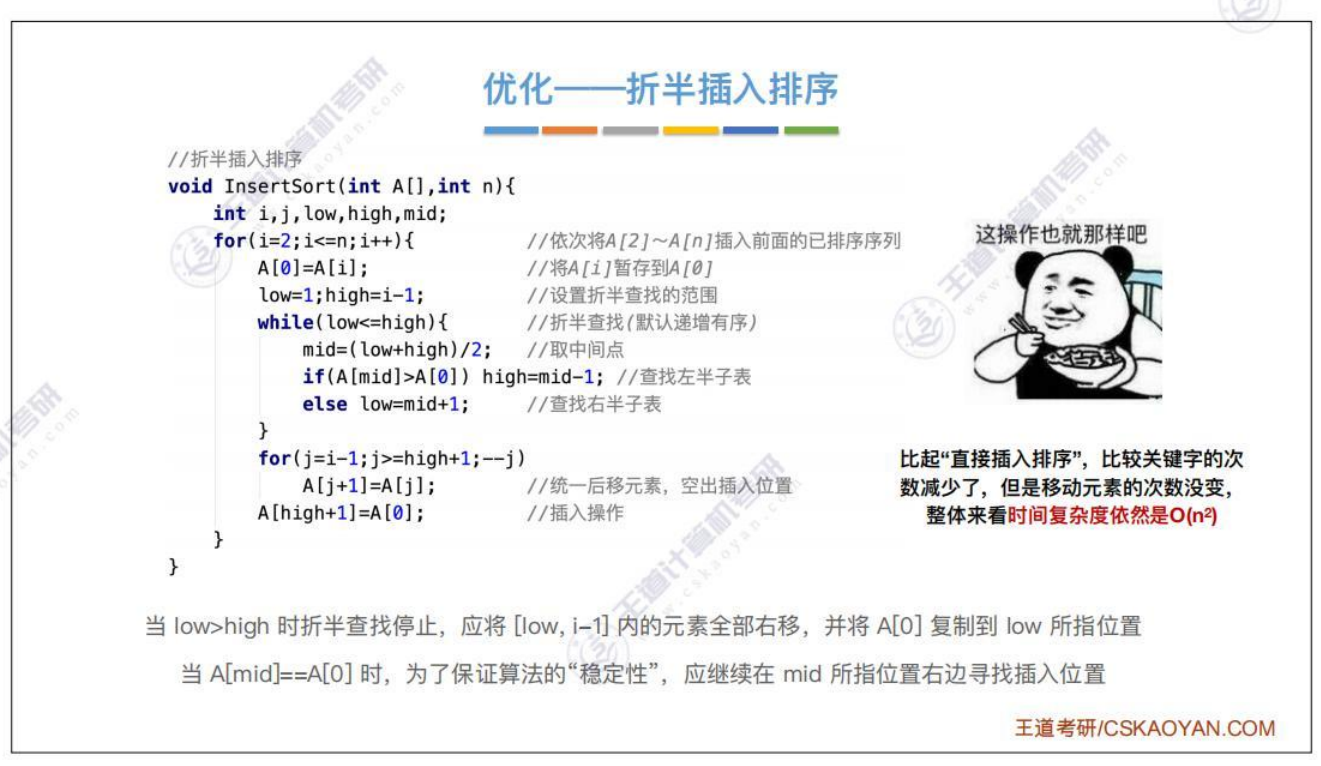 优化——折半插入排序
//折半插入排序
void InsertSort(int A[],int n){
int i,j,low,high,mid;
for(i=2;i<=n;i++){ //依次将A[2]～A[n]插入前面的已排序序列
A[0]=A[i]; //将A[i]暂存到A[0]
low=1;high=i-1; //设置折半查找的范围
while(low<=high){ //折半查找(默认递增有序)
mid=(low+high)/2; //取中间点
if(A[mid]>A[0]) high=mid-1; //查找左半子表
else low=mid+1; //查找右半子表
}
for(j=i-1;j>=high+1;--j)
A[j+1]=A[j]; //统一后移元素，空出插入位置
A[high+1]=A[0]; //插入操作
}
}
这操作也就那样吧
比起“直接插入排序”，比较关键字的次
数减少了，但是移动元素的次数没变，
整体来看时间复杂度依然是O(n²)
当 low>high 时折半查找停止，应将 [low, i–1] 内的元素全部右移，并将 A[0] 复制到 low 所指位置
当 A[mid]==A[0] 时，为了保证算法的“稳定性”，应继续在 mid 所指位置右边寻找插入位置
王道考研/CSKAOYAN.COM
王道计算机考研
www.cskaoyan.com